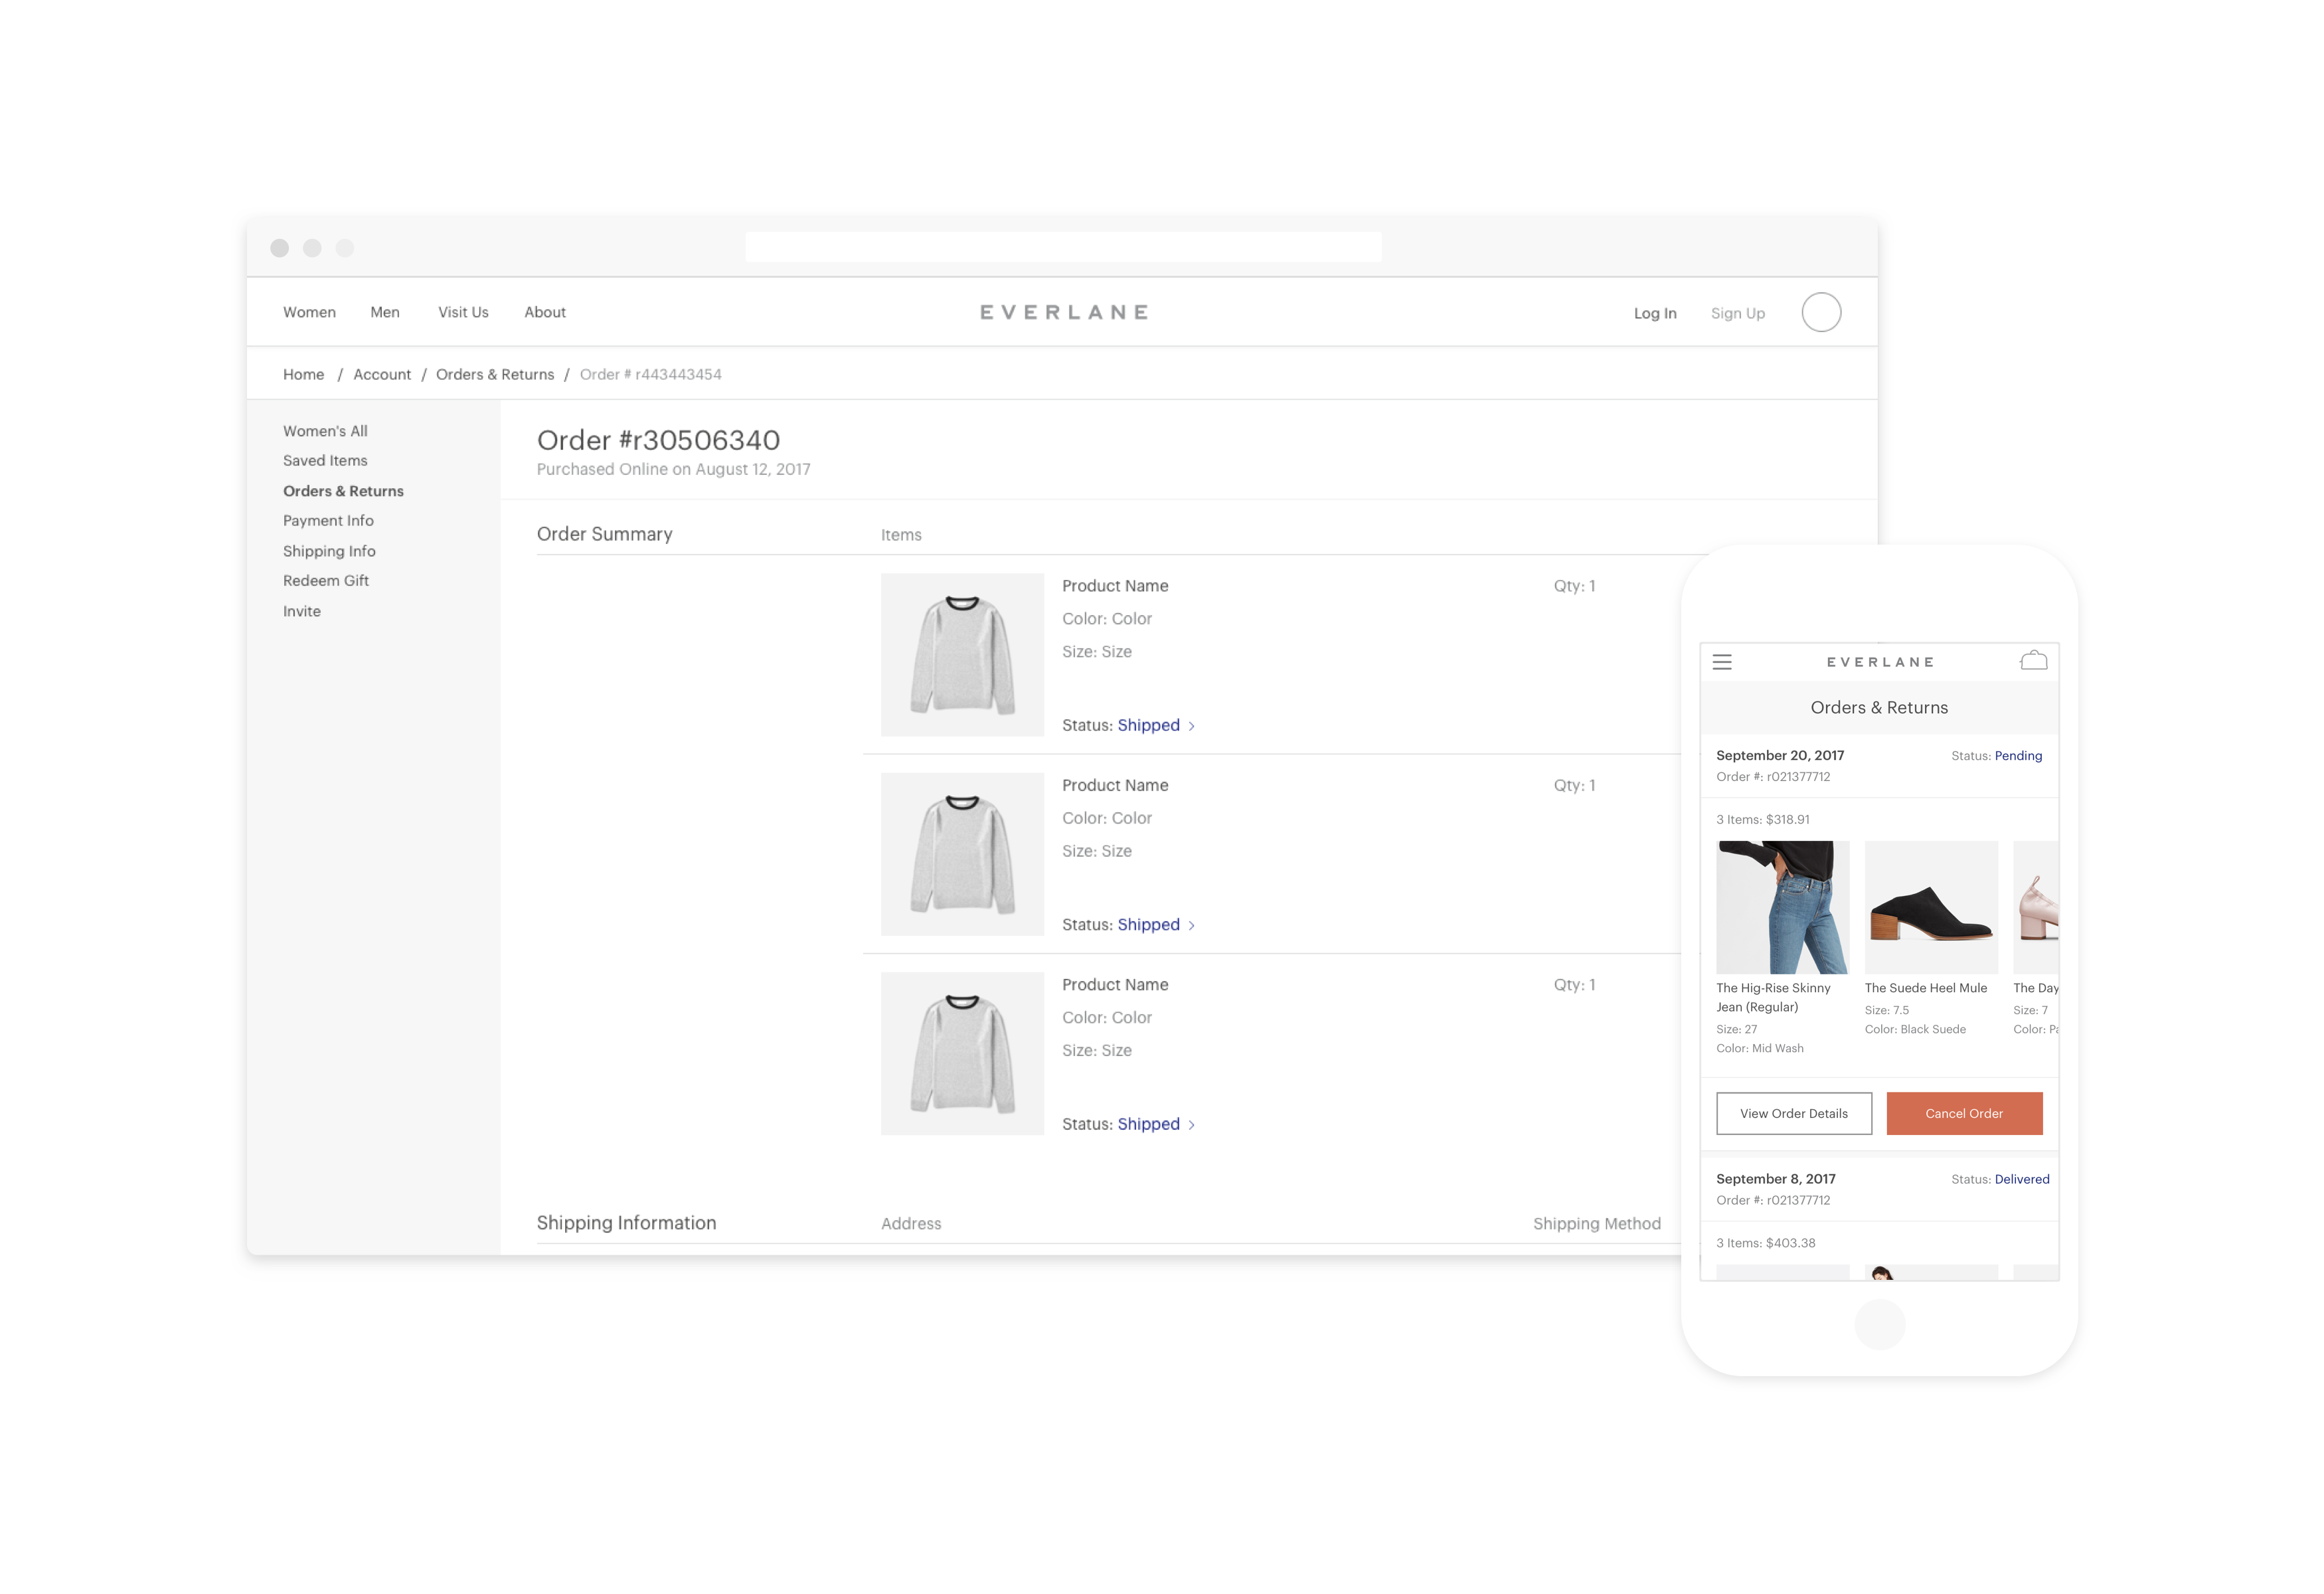 Women Men Visit Us About EVERLANE Log In Sign Up
Home / Account / Orders & Returns / Order # r443443454
Women's All
Saved Items
Orders & Returns
Payment Info
Shipping Info
Redeem Gift
Invite
Order #r30506340
Purchased Online on August 12, 2017
Order Summary Items
Product Name Qty: 1
Color: Color
Size: Size
Status: Shipped >
Product Name Qty: 1
Color: Color
Size: Size
Status: Shipped >
Product Name Qty: 1
Color: Color
Size: Size
Status: Shipped >
Shipping Information Address Shipping Method
EVERLANE
Orders & Returns
September 20, 2017 Status: Pending
Order #: r021377712
3 Items: $318.91
The Hig-Rise Skinny
Jean (Regular)
Size: 27
Color: Mid Wash
The Suede Heel Mule
Size: 7.5
Color: Black Suede
The Day
Size: 7
Color:
View Order Details Cancel Order
September 8, 2017 Status: Delivered
Order #: r021377712
3 Items: $403.38